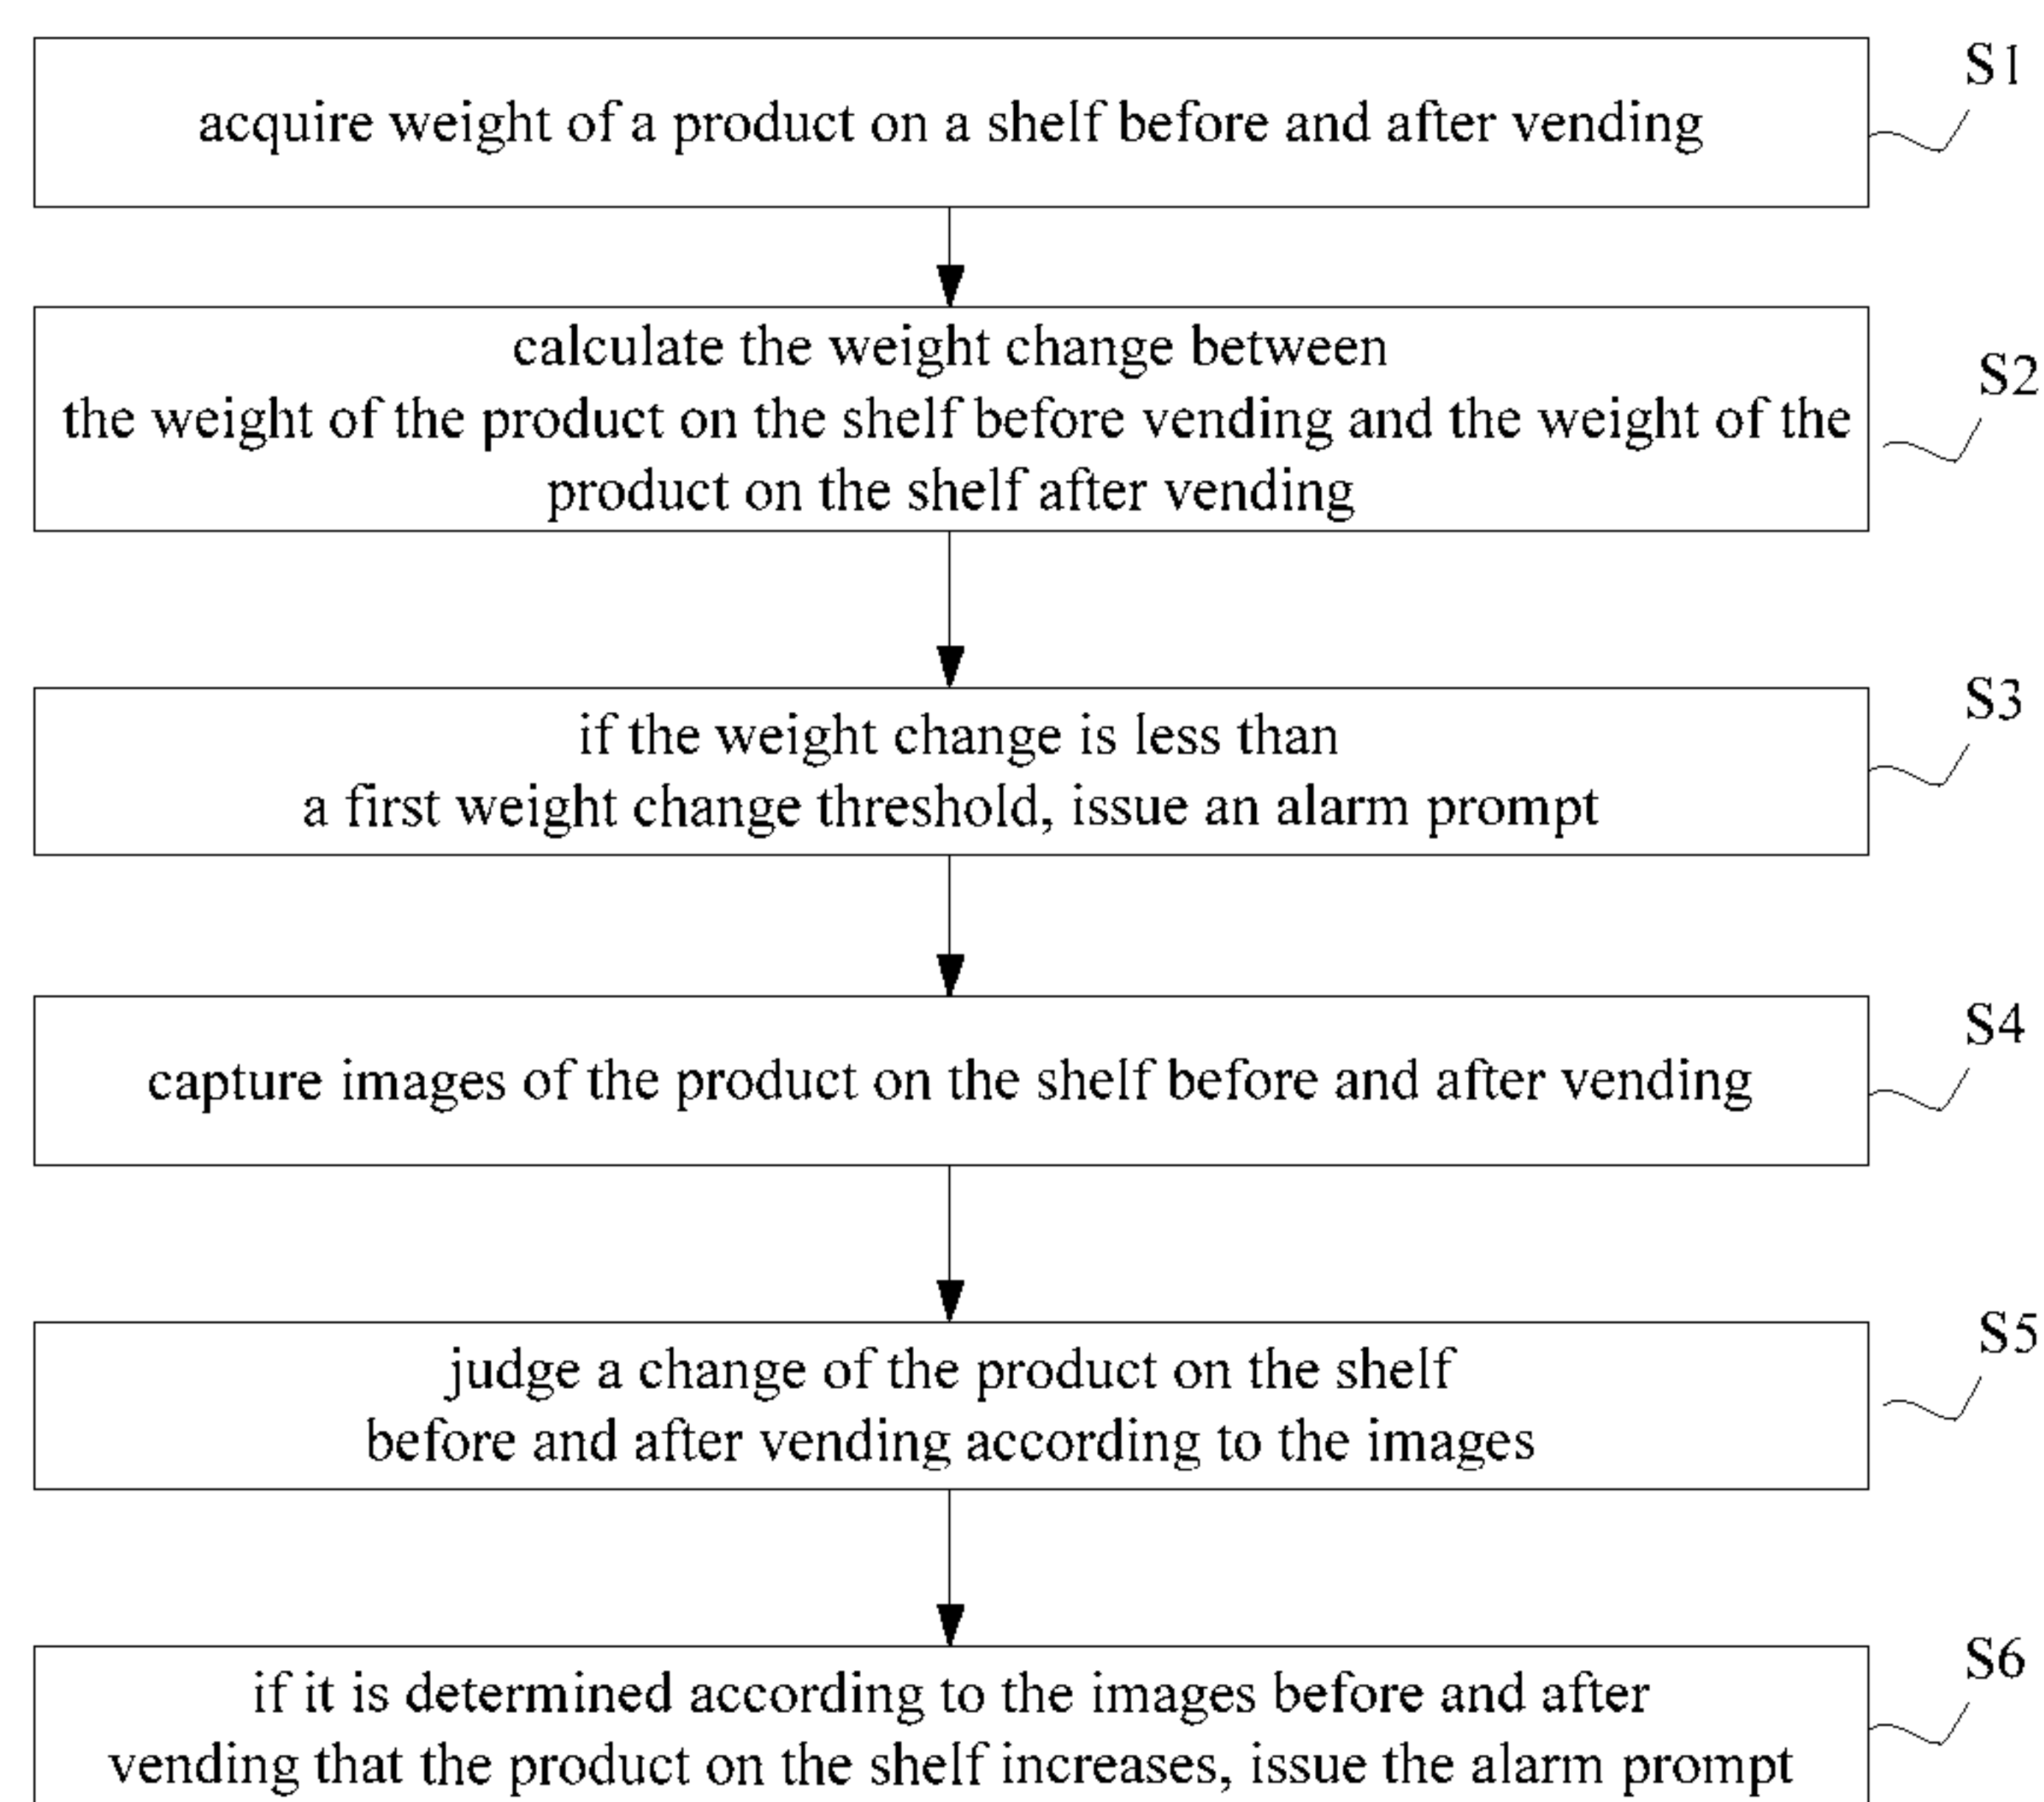 S1
acquire weight of a product on a shelf before and after vending
S2
calculate the weight change between
the weight of the product on the shelf before vending and the weight of the
product on the shelf after vending
S3
if the weight change is less than
a first weight change threshold, issue an alarm prompt
S4
capture images of the product on the shelf before and after vending
S5
judge a change of the product on the shelf
before and after vending according to the images
S6
if it is determined according to the images before and after
vending that the product on the shelf increases, issue the alarm prompt